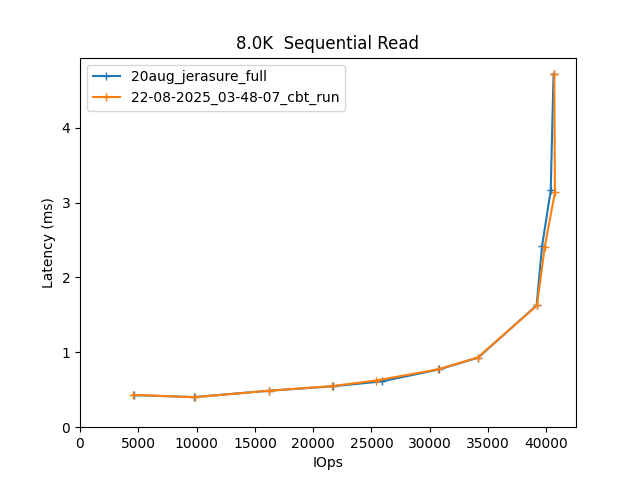 8.0K  Sequential Read
20aug_jerasure_full
22-08-2025_03-48-07_cbt_run
Latency (ms)
4
3
2
1
0
0 5000 10000 15000 20000 25000 30000 35000 40000
IOps